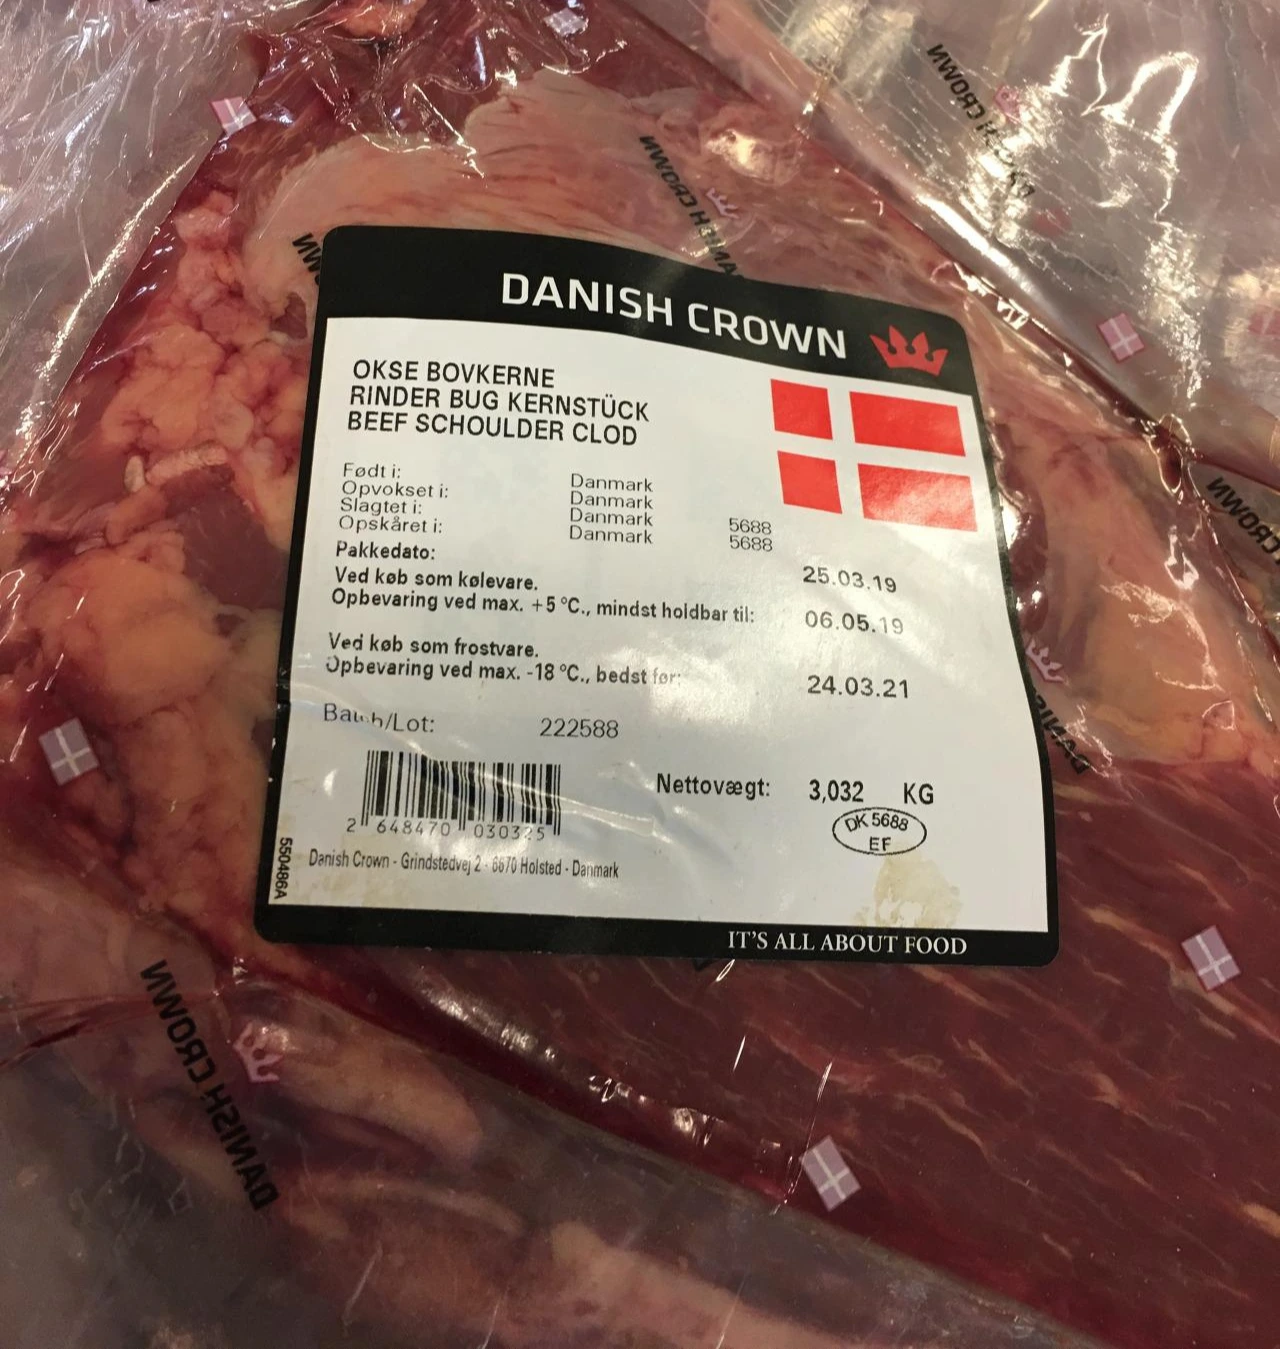 DANISH CROWN
OKSE BOVKERNE
RINDER BUG KERNSTÜCK
BEEF SCHOULDER CLOD
Født i: Danmark
Opvokset i: Danmark
Slagtet i: Danmark 5688
Opskåret i: Danmark 5688
Pakkedato: 25.03.19
Ved køb som kølevare.
Opbevaring ved max. +5 °C., mindst holdbar til: 06.05.19
Ved køb som frostvare.
Opbevaring ved max. -18 °C., bedst før: 24.03.21
Batch/Lot: 222588
Nettovægt: 3,032 KG
DK 5688
EF
2 648470 030325
Danish Crown - Grindstedvej 2 - 6670 Holsted - Danmark
550486A
IT'S ALL ABOUT FOOD
DANISH CROWN
DANISH CROWN
DANISH CROWN